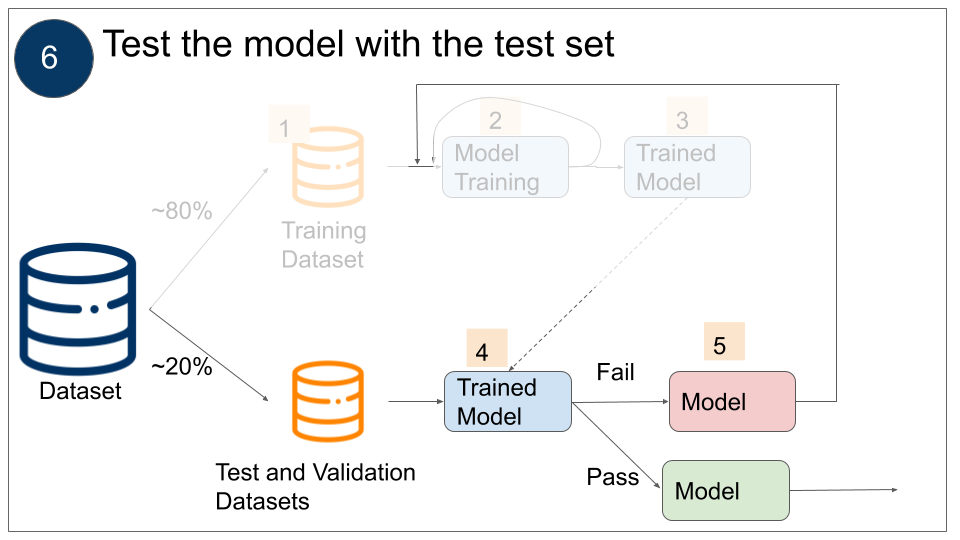 6
Test the model with the test set
1
2
3
Model
Training
Trained
Model
~80%
Training
Dataset
Dataset
~20%
4
5
Trained
Model
Fail
Model
Test and Validation
Datasets
Pass
Model